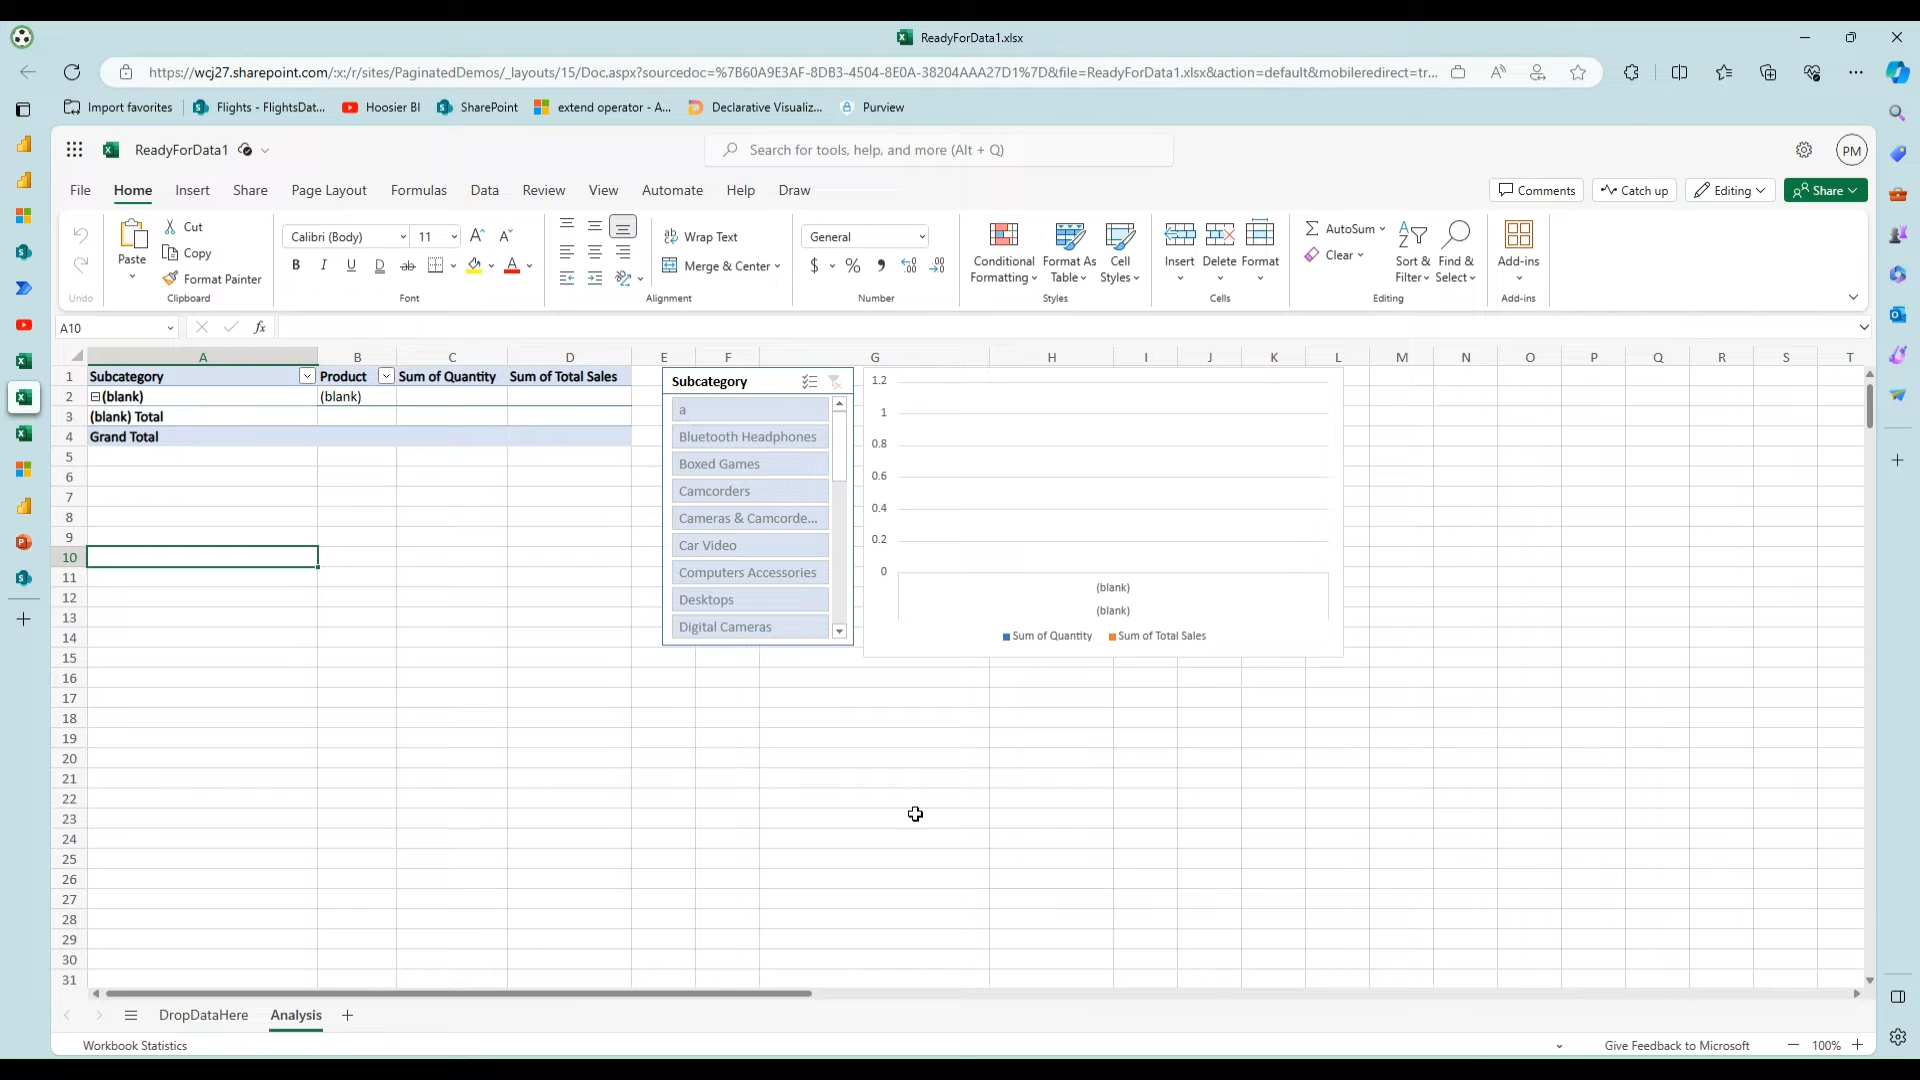 ReadyForData1.xlsx
https://wcj27.sharepoint.com/:x:/r/sites/PaginatedDemos/_layouts/15/Doc.aspx?sourcedoc=%7B60A9E3AF-8DB3-4504-8E0A-38204AAA27D1%7D&file=ReadyForData1.xlsx&action=default&mobileredirect=tr...
Import favorites Flights - FlightsDat... Hoosier BI SharePoint extend operator - A... Declarative Visualiz... Purview
ReadyForData1 Search for tools, help, and more (Alt + Q) PM
File Home Insert Share Page Layout Formulas Data Review View Automate Help Draw Comments Catch up Editing Share
Cut
Calibri (Body) 11 Wrap Text General AutoSum
Copy
Paste Conditional Format As Cell Insert Delete Format Clear Sort & Find & Add-ins
B I U D ab A Merge & Center $ % Formatting Table Styles Filter Select
Format Painter
Undo Clipboard Font Alignment Number Styles Cells Editing Add-ins
A10 fx
A B C D E F G H I J K L M N O P Q R S T
1 Subcategory Product Sum of Quantity Sum of Total Sales
2 (blank) (blank)
3 (blank) Total
4 Grand Total
5
6
7
8
9
10
11
12
13
14
15
16
17
18
19
20
21
22
23
24
25
26
27
28
29
30
31
Subcategory
a
Bluetooth Headphones
Boxed Games
Camcorders
Cameras & Camcorde...
Car Video
Computers Accessories
Desktops
Digital Cameras
1.2
1
0.8
0.6
0.4
0.2
0
(blank)
(blank)
Sum of Quantity Sum of Total Sales
DropDataHere Analysis
Workbook Statistics Give Feedback to Microsoft 100%